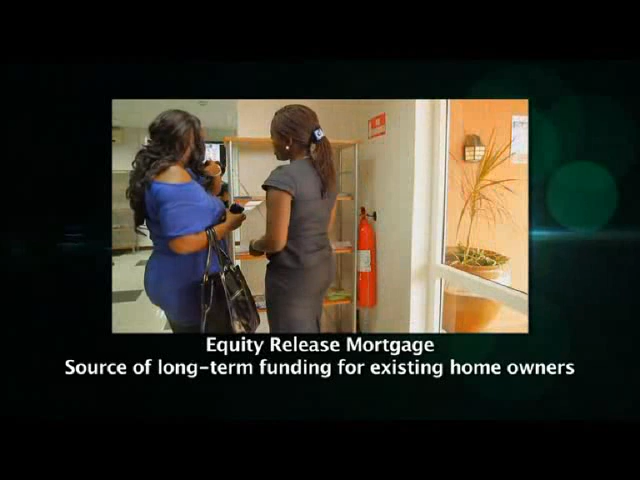 Equity Release Mortgage
Source of long-term funding for existing home owners